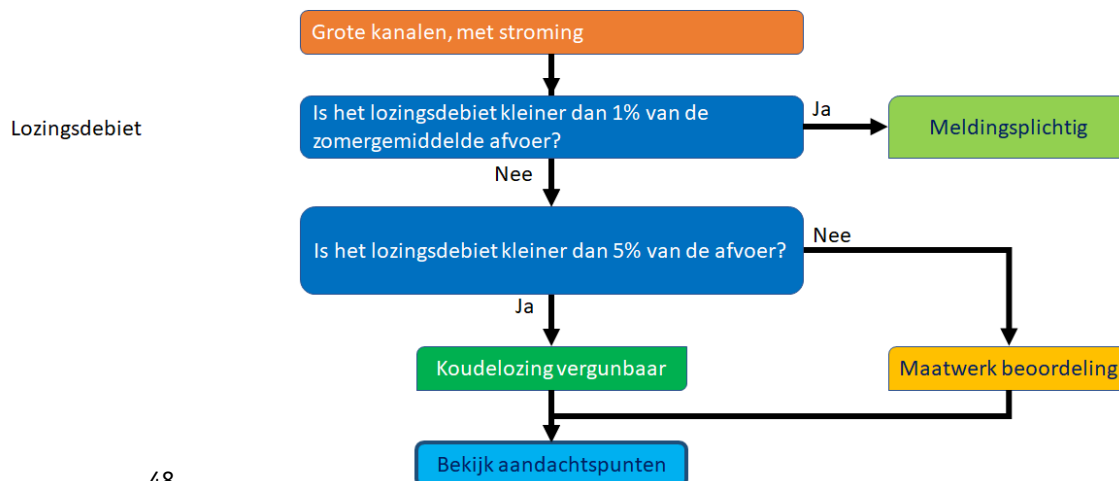 Grote kanalen, met stroming
Lozingsdebiet
Is het lozingsdebiet kleiner dan 1% van de
zomergemiddelde afvoer?
Ja
Meldingsplichtig
Nee
Is het lozingsdebiet kleiner dan 5% van de afvoer?
Nee
Ja
Koudelozing vergunbaar
Maatwerk beoordeling
Bekijk aandachtspunten
48